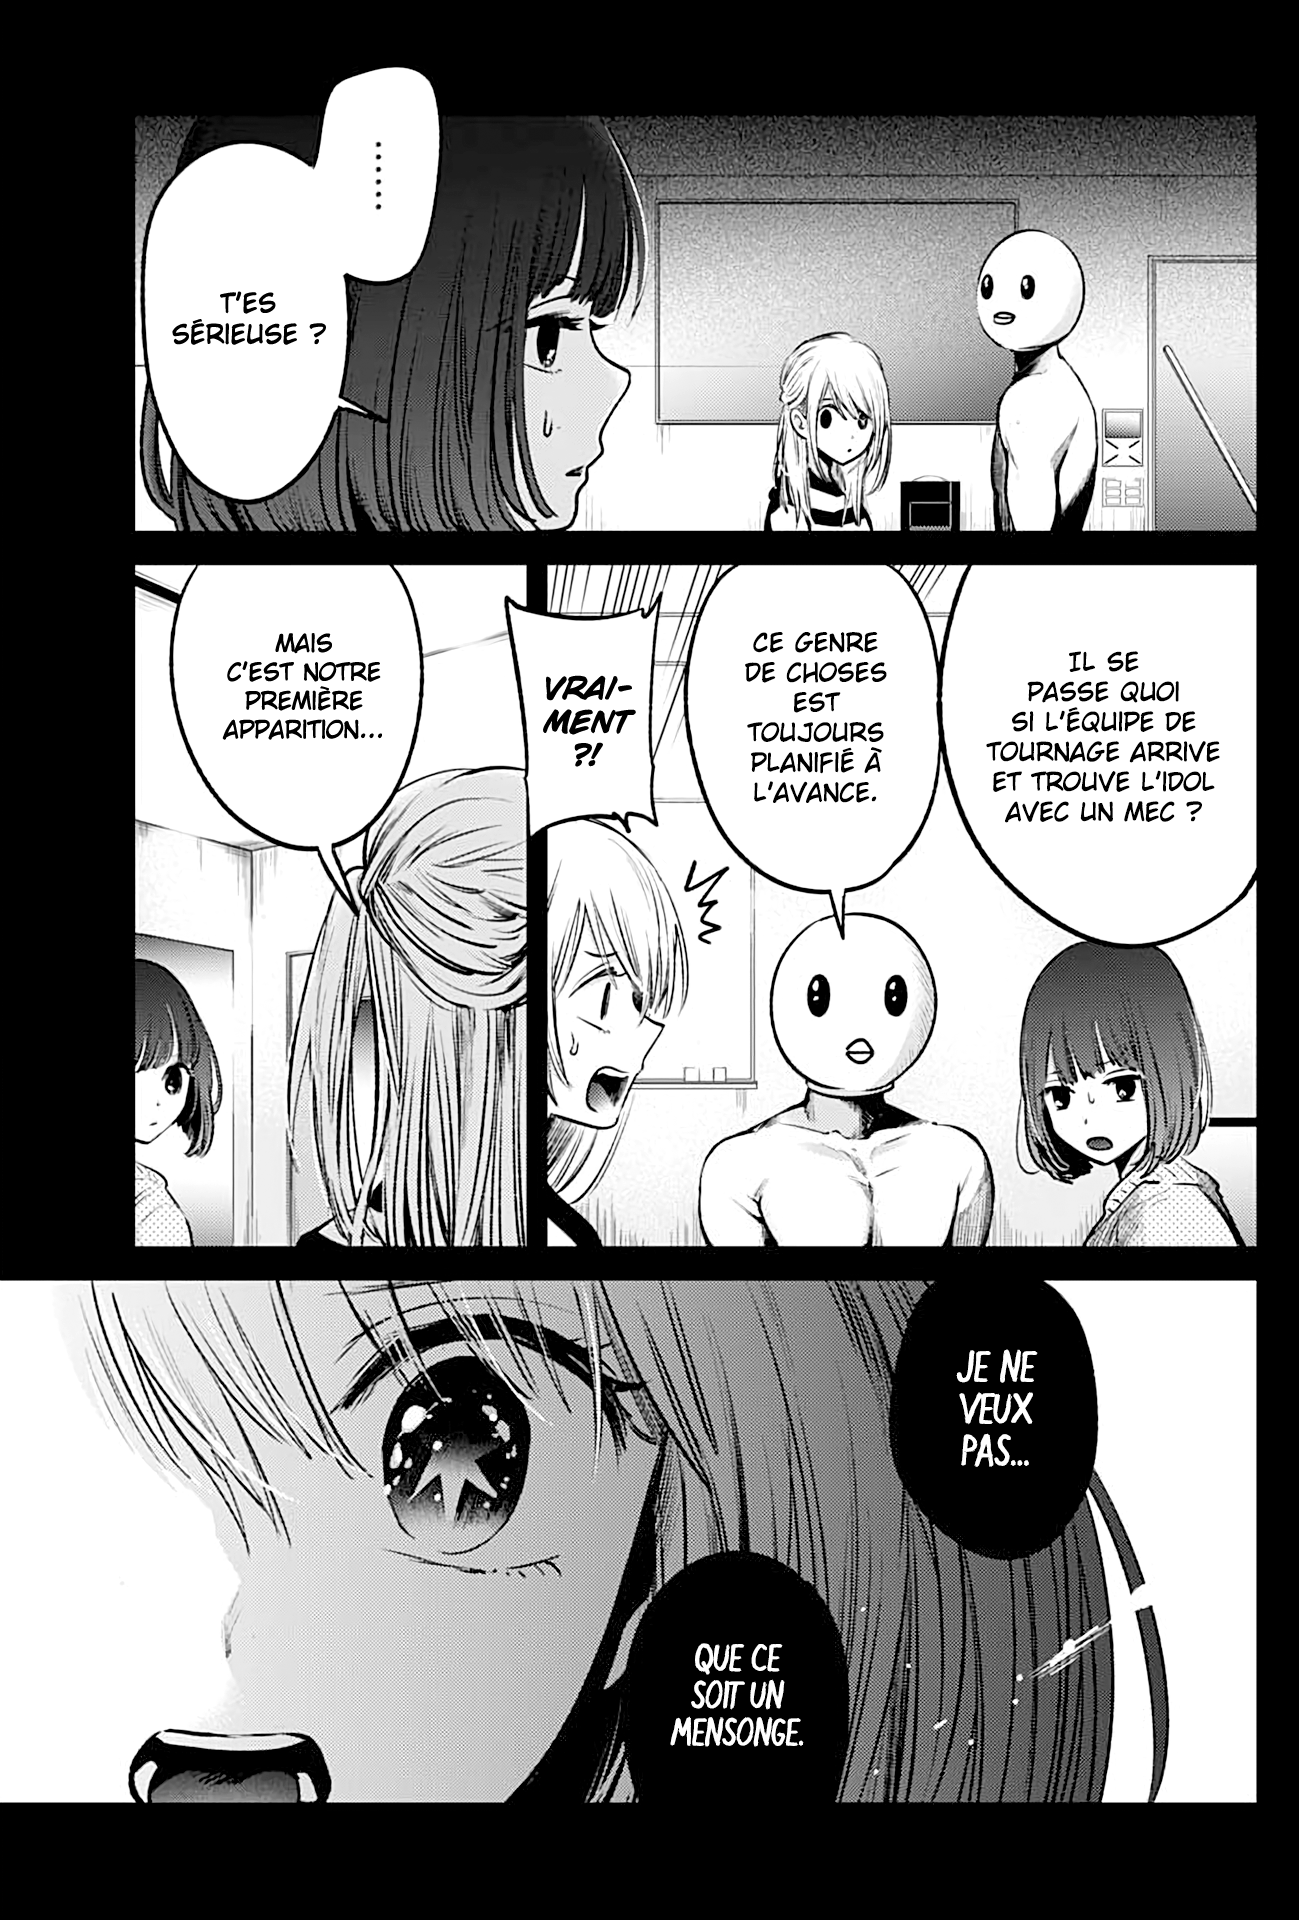 ........
T'ES
SÉRIEUSE ?
IL SE
PASSE QUOI
SI L'ÉQUIPE DE
TOURNAGE ARRIVE
ET TROUVE L'IDOL
AVEC UN MEC ?
CE GENRE
DE CHOSES
EST
TOUJOURS
PLANIFIÉ À
L'AVANCE.
VRAI-
MENT
?!
MAIS
C'EST NOTRE
PREMIÈRE
APPARITION...
JE NE
VEUX
PAS...
QUE CE
SOIT UN
MENSONGE.